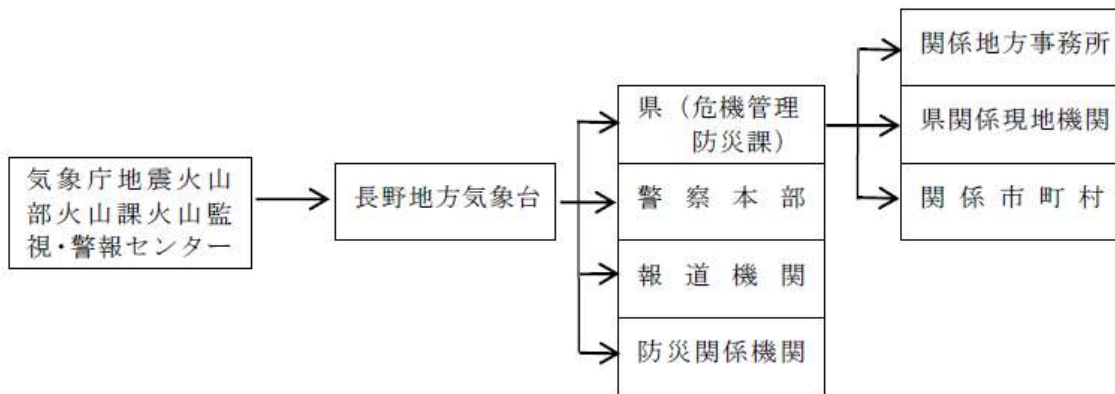 気象庁地震火山
部火山課火山監
視・警報センター
長野地方気象台
県（危機管理
防災課）
警察本部
報道機関
防災関係機関
関係地方事務所
県関係現地機関
関係市町村